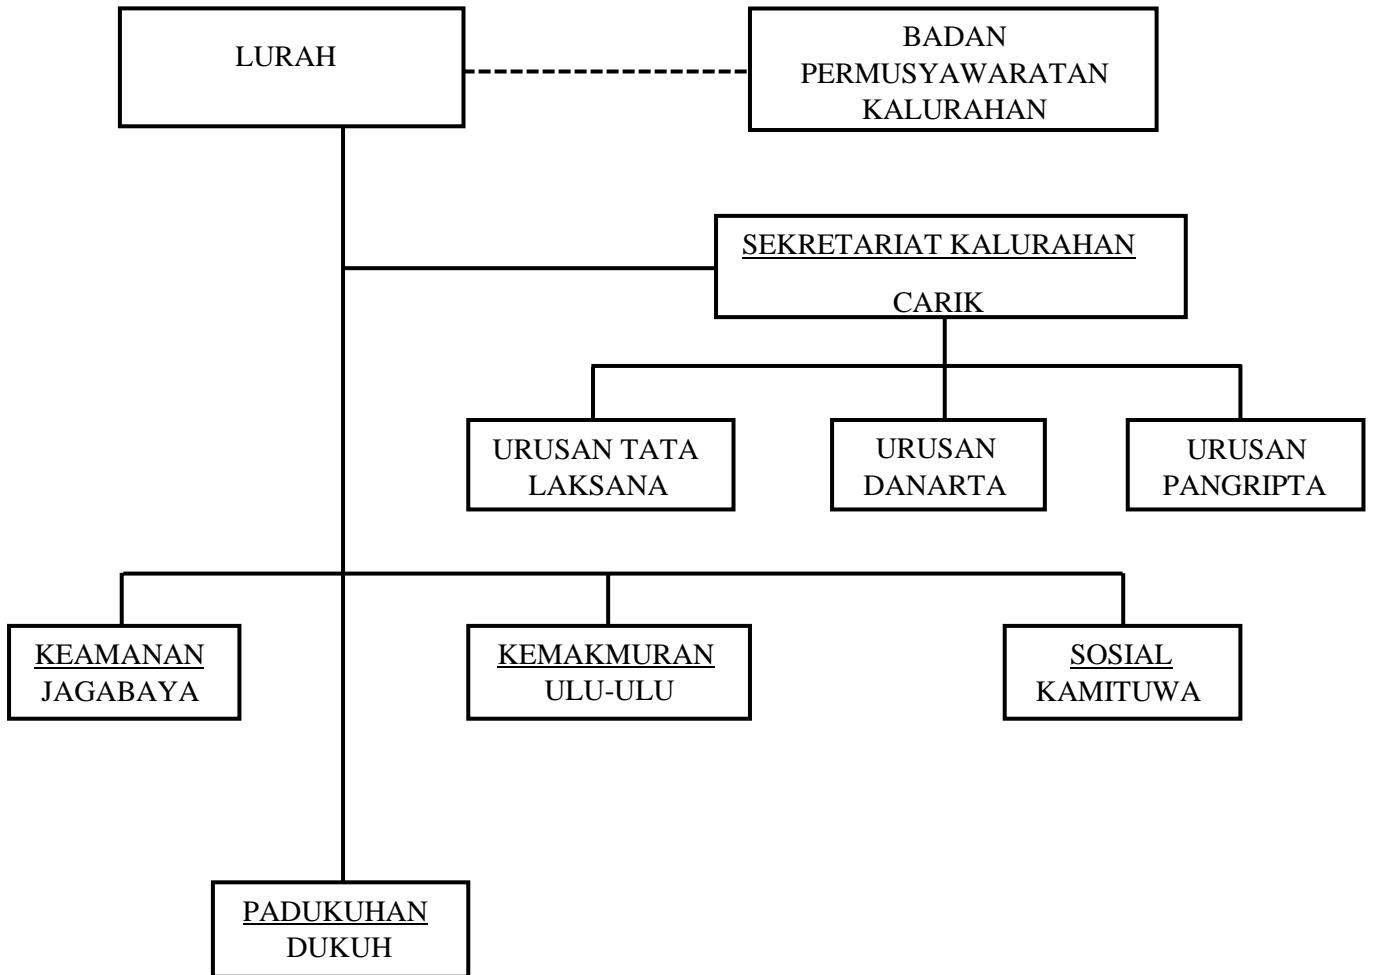 LURAH
BADAN
PERMUSYAWARATAN
KALURAHAN
SEKRETARIAT KALURAHAN
CARIK
URUSAN TATA
LAKSANA
URUSAN
DANARTA
URUSAN
PANGRIPTA
KEAMANAN
JAGABAYA
KEMAKMURAN
ULU-ULU
SOSIAL
KAMITUWA
PADUKUHAN
DUKUH